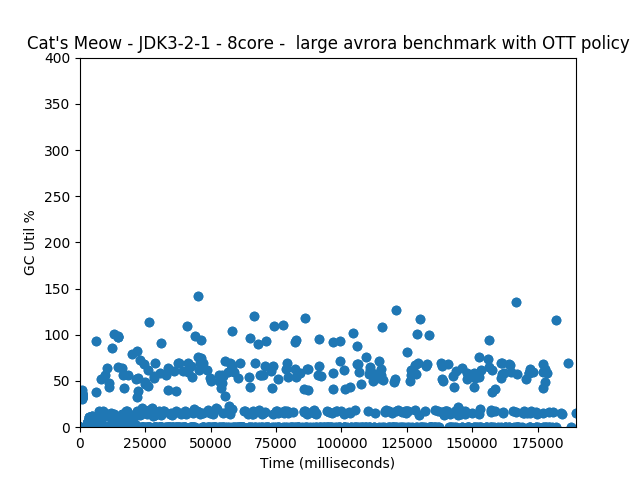 Cat's Meow - JDK3-2-1 - 8core -  large avrora benchmark with OTT policy
400
350
300
250
200
150
100
50
0
GC Util %
0 25000 50000 75000 100000 125000 150000 175000
Time (milliseconds)